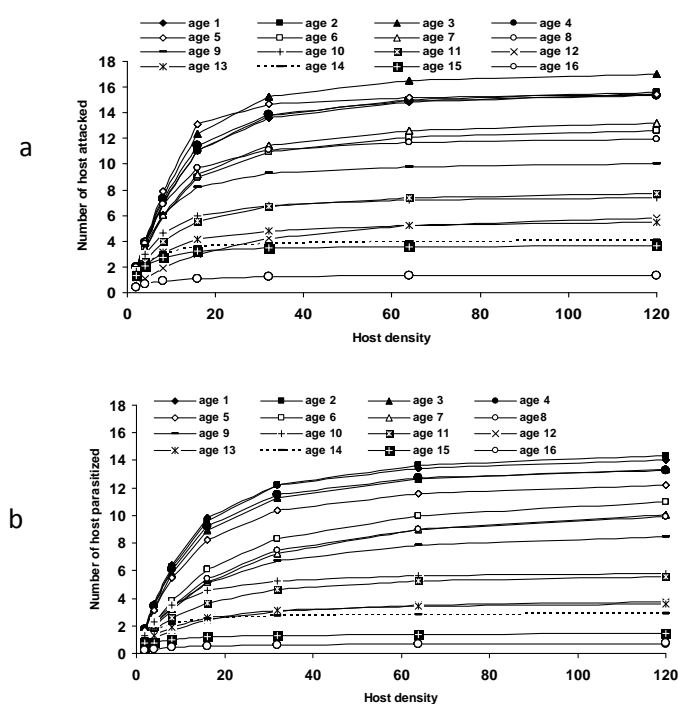 age 1 age 2 age 3 age 4
age 5 age 6 age 7 age 8
age 9 age 10 age 11 age 12
age 13 age 14 age 15 age 16
a
Number of host attacked
18
16
14
12
10
8
6
4
2
0
0 20 40 60 80 100 120
Host density
age 1 age 2 age 3 age 4
age 5 age 6 age 7 age8
age 9 age 10 age 11 age 12
age 13 age 14 age 15 age 16
b
Number of host parasitized
18
16
14
12
10
8
6
4
2
0
0 20 40 60 80 100 120
Host density